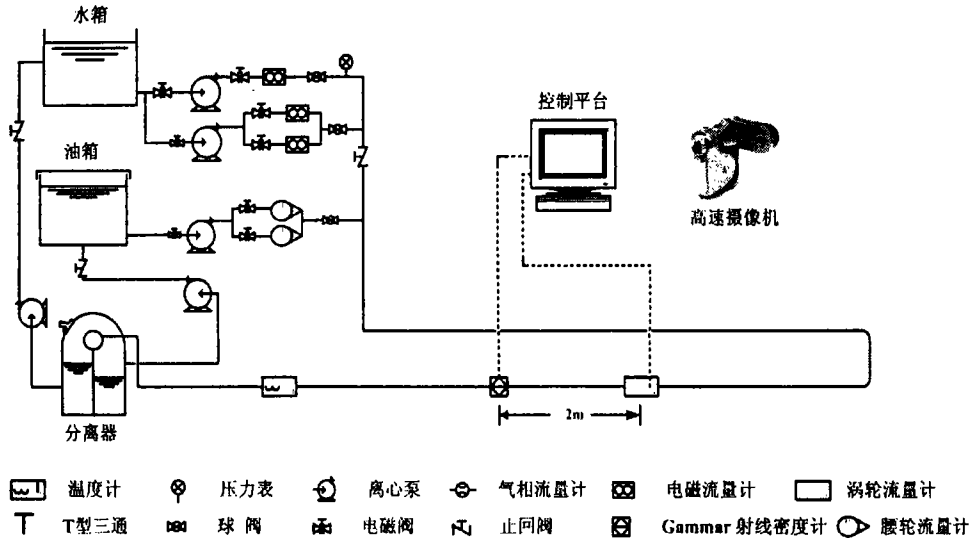 水箱
控制平台
油箱
高速摄像机
2m
分离器
温度计 压力表 离心泵 气相流量计 电磁流量计 涡轮流量计
T型三通 球阀 电磁阀 止回阀 Gammar 射线密度计 腰轮流量计